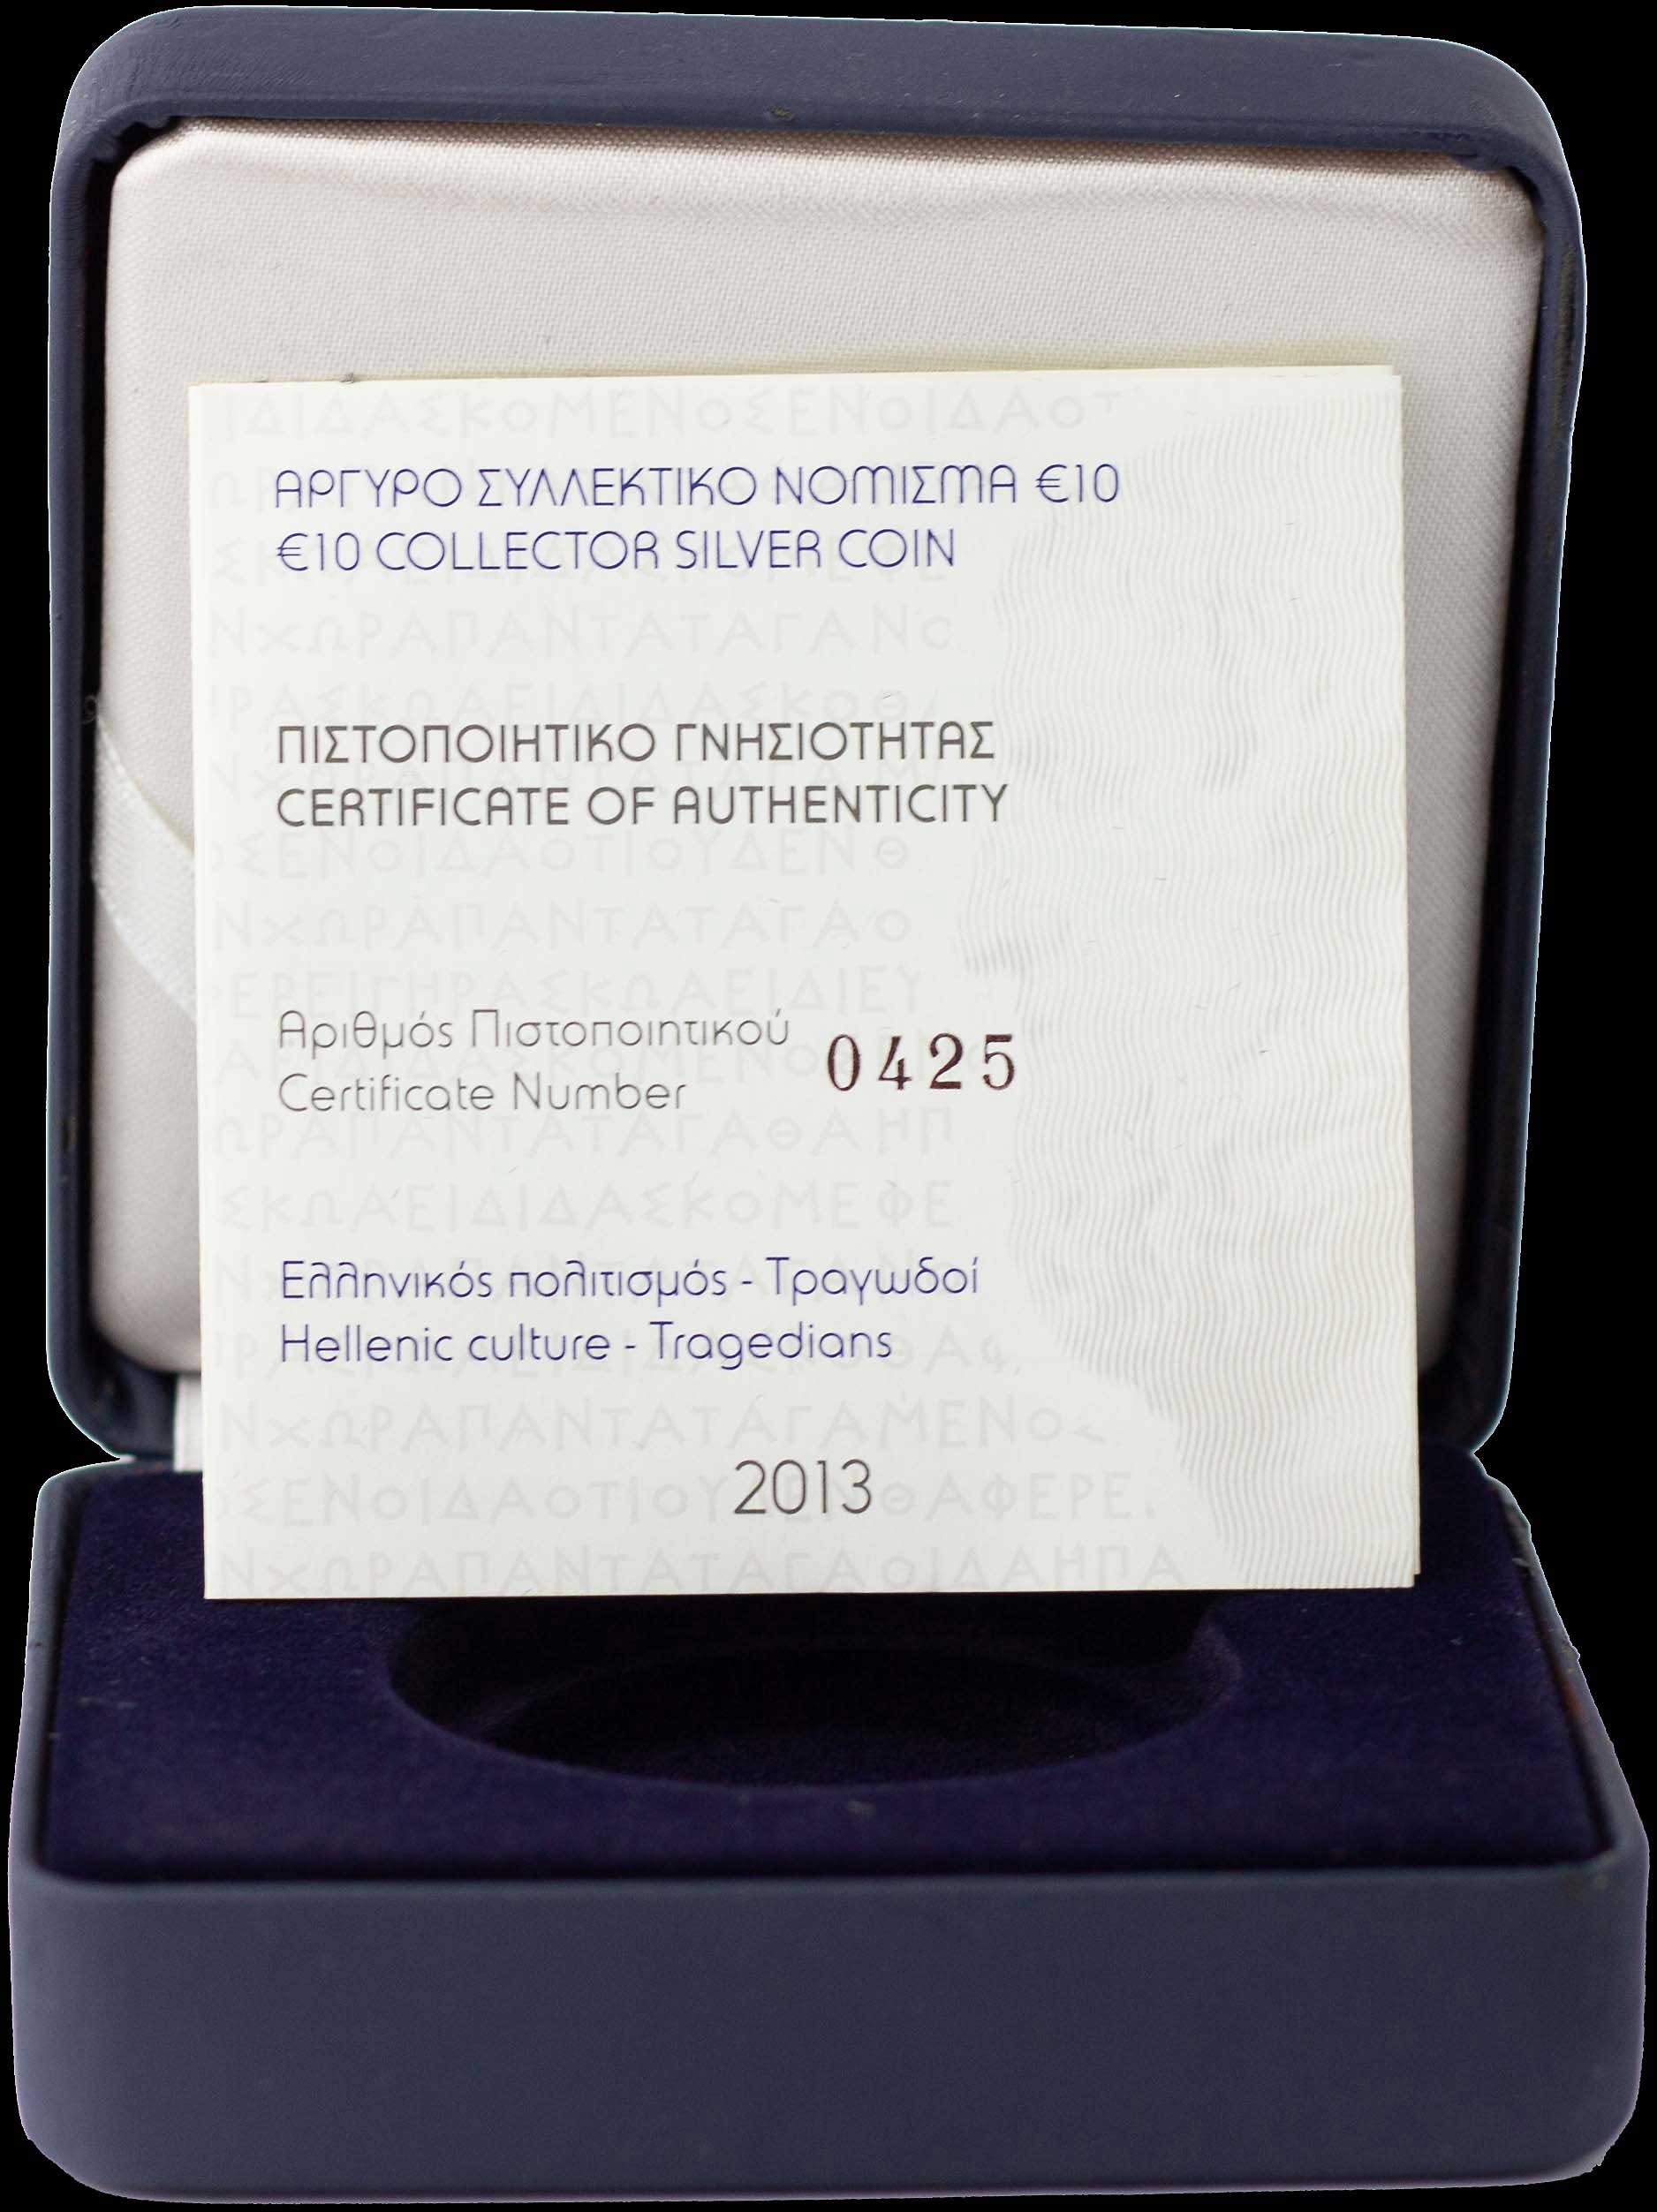 ΑΡΓΥΡΟ ΣΥΛΛΕΚΤΙΚΟ ΝΟΜΙΣΜΑ €10
€10 COLLECTOR SILVER COIN
ΠΙΣΤΟΠΟΙΗΤΙΚΟ ΓΝΗΣΙΟΤΗΤΑΣ
CERTIFICATE OF AUTHENTICITY
Αριθμός Πιστοποιητικού 0425
Certificate Number
Ελληνικός πολιτισμός - Τραγωδοί
Hellenic culture - Tragedians
2013